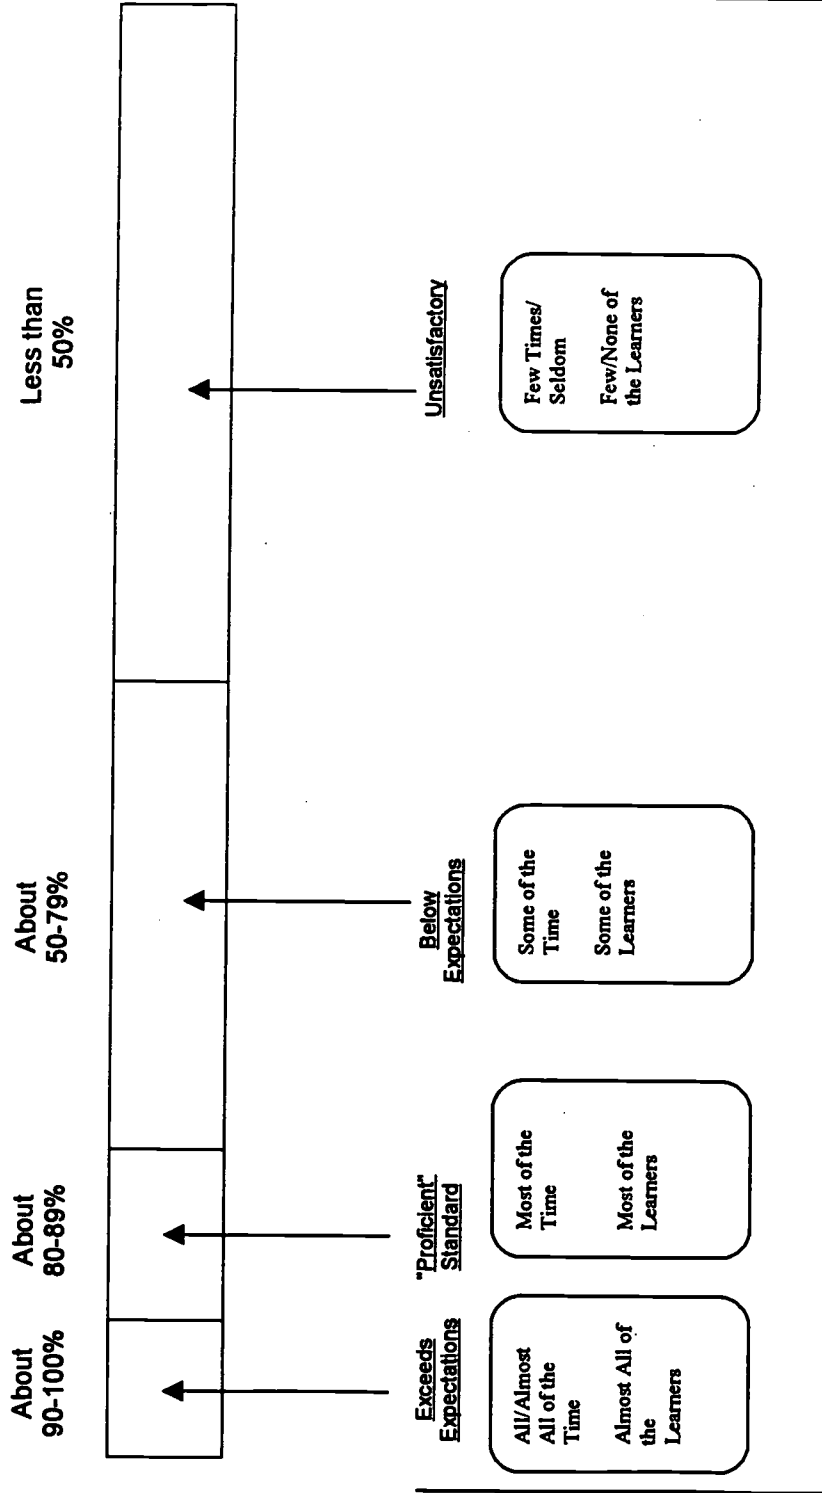 About
90-100%
About
80-89%
About
50-79%
Less than
50%
Exceeds
Expectations
"Proficient"
Standard
Below
Expectations
Unsatisfactory
All/Almost
All of the
Time
Almost All of
the
Learners
Most of the
Time
Most of the
Learners
Some of the
Time
Some of the
Learners
Few Times/
Seldom
Few/None of
the Learners